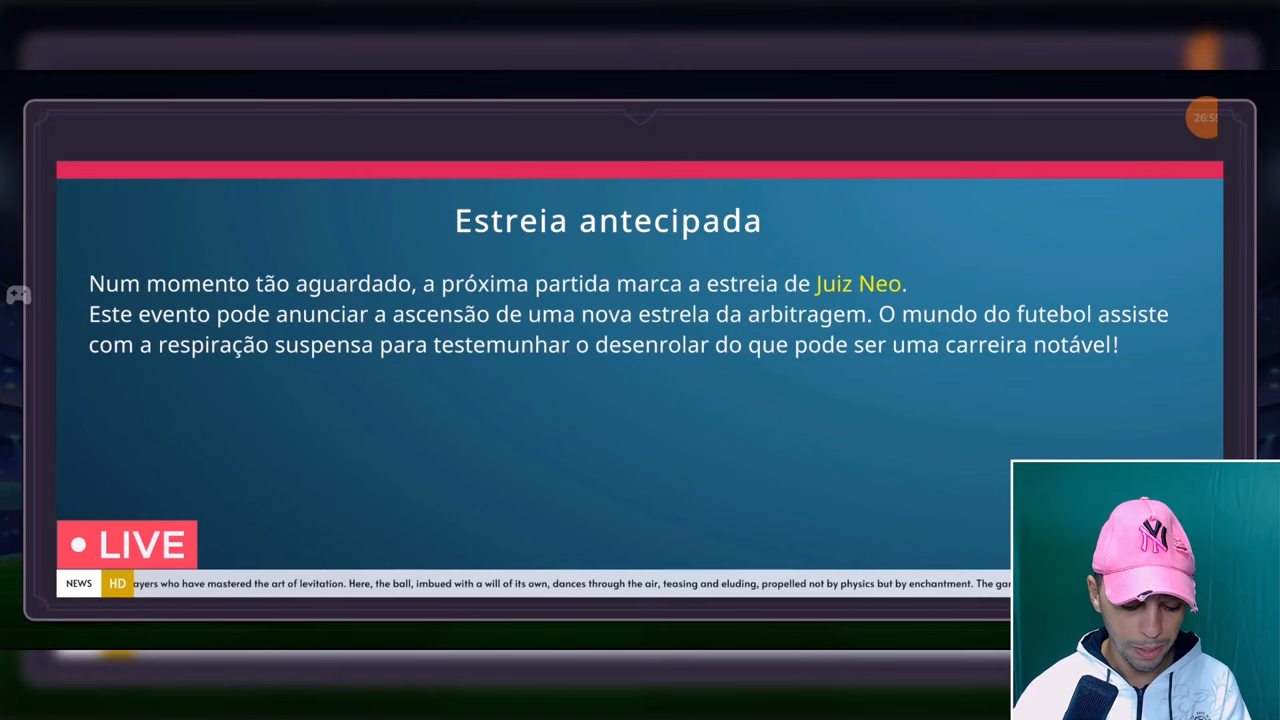 26:55
Estreia antecipada
Num momento tão aguardado, a próxima partida marca a estreia de Juiz Neo.
Este evento pode anunciar a ascensão de uma nova estrela da arbitragem. O mundo do futebol assiste
com a respiração suspensa para testemunhar o desenrolar do que pode ser uma carreira notável!
LIVE
NEWS HD ayers who have mastered the art of levitation. Here, the ball, imbued with a will of its own, dances through the air, teasing and eluding, propelled not by physics but by enchantment. The
NY